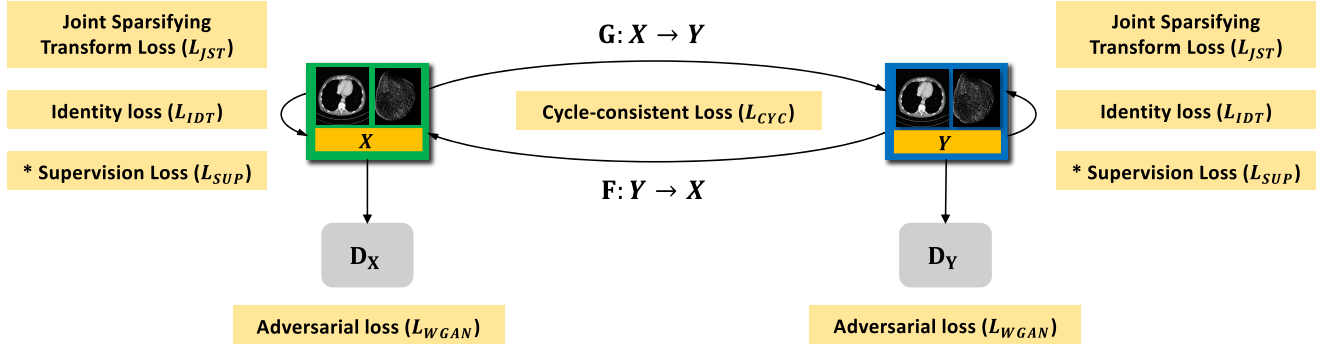 Joint Sparsifying
Transform Loss (L_JST)
Identity loss (L_IDT)
* Supervision Loss (L_SUP)
X
D_X
Adversarial loss (L_WGAN)
G: X → Y
Cycle-consistent Loss (L_CYC)
F: Y → X
Y
D_Y
Adversarial loss (L_WGAN)
Joint Sparsifying
Transform Loss (L_JST)
Identity loss (L_IDT)
* Supervision Loss (L_SUP)